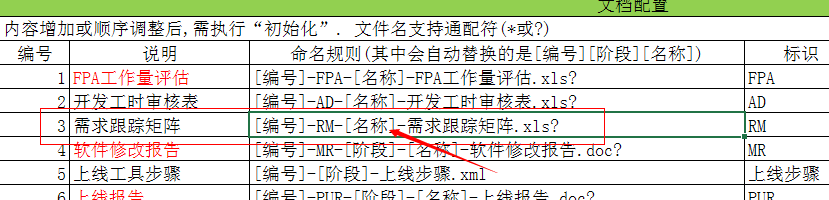 文档配置
内容增加或顺序调整后,需执行“初始化”. 文件名支持通配符(*或?)
编号 说明 命名规则(其中会自动替换的是[编号][阶段][名称]) 标识
1 FPA工作量评估 [编号]-FPA-[名称]-FPA工作量评估.xls? FPA
2 开发工时审核表 [编号]-AD-[名称]-开发工时审核表.xls? AD
3 需求跟踪矩阵 [编号]-RM-[名称]-需求跟踪矩阵.xls? RM
4 软件修改报告 [编号]-MR-[阶段]-[名称]-软件修改报告.doc? MR
5 上线工具步骤 [编号]-[阶段]-上线步骤.xml 上线步骤
6 上线报告 [编号]-PUR-[阶段]-[名称]-上线报告.doc? PUR